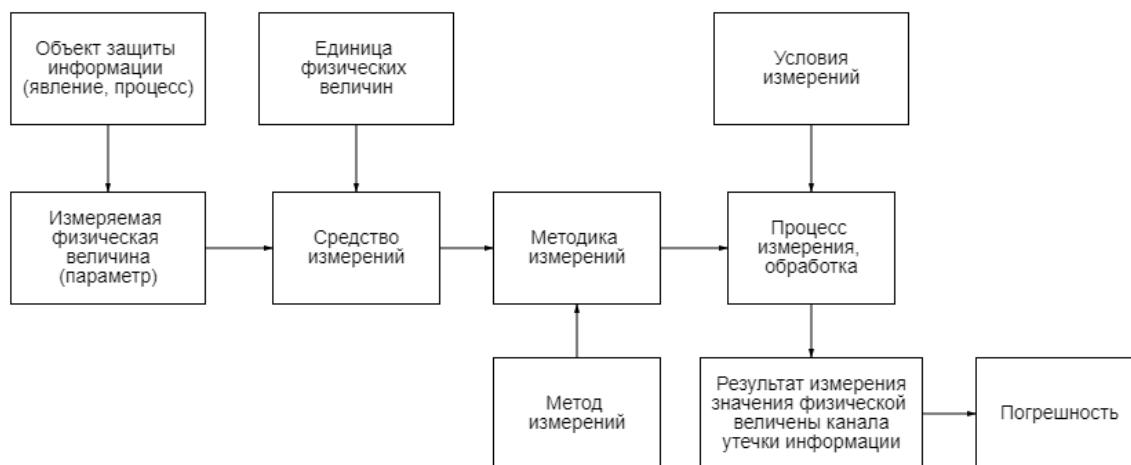 Объект защиты
информации
(явление, процесс)
Единица
физических
величин
Условия
измерений
Измеряемая
физическая
величина
(параметр)
Средство
измерений
Методика
измерений
Процесс
измерения,
обработка
Метод
измерений
Результат измерения
значения физической
величены канала
утечки информации
Погрешность